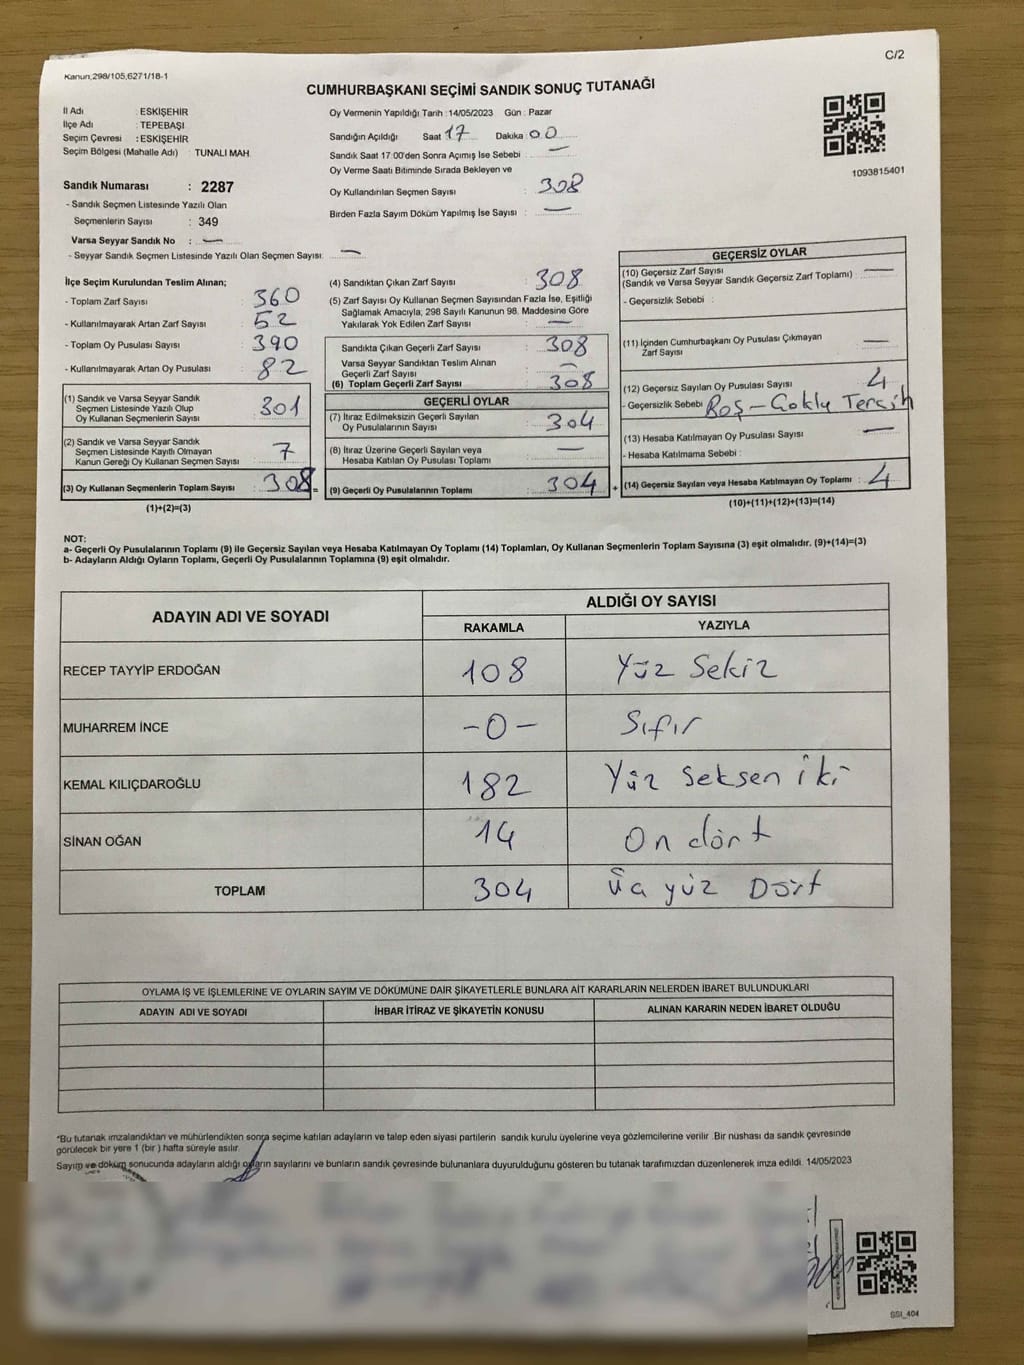 C/2
Kanun,298/105,6271/18-1
CUMHURBAŞKANI SEÇİMİ SANDIK SONUÇ TUTANAĞI
İl Adı : ESKİŞEHİR
İlçe Adı : TEPEBAŞI
Seçim Çevresi : ESKİŞEHİR
Seçim Bölgesi (Mahalle Adı) : TUNALI MAH
Sandık Numarası : 2287
- Sandık Seçmen Listesinde Yazılı Olan
Seçmenlerin Sayısı : 349
Varsa Seyyar Sandık No : —
- Seyyar Sandık Seçmen Listesinde Yazılı Olan Seçmen Sayısı: —
Oy Vermenin Yapıldığı Tarih : 14/05/2023 Gün : Pazar
Sandığın Açıldığı Saat 17 Dakika 00
Sandık Saat 17:00'den Sonra Açımış İse Sebebi : —
Oy Verme Saati Bitiminde Sırada Bekleyen ve
Oy Kullandırılan Seçmen Sayısı : 308
Birden Fazla Sayım Döküm Yapılmış İse Sayısı : —
1093815401
İlçe Seçim Kurulundan Teslim Alınan;
- Toplam Zarf Sayısı : 360
- Kullanılmayarak Artan Zarf Sayısı : 52
- Toplam Oy Pusulası Sayısı : 390
- Kullanılmayarak Artan Oy Pusulası : 82
(1) Sandık ve Varsa Seyyar Sandık
Seçmen Listesinde Yazılı Olup
Oy Kullanan Seçmenlerin Sayısı : 301
(2) Sandık ve Varsa Seyyar Sandık
Seçmen Listesinde Kayıtlı Olmayan
Kanun Gereği Oy Kullanan Seçmen Sayısı : 7
(3) Oy Kullanan Seçmenlerin Toplam Sayısı : 308 =
(1)+(2)=(3)
(4) Sandıktan Çıkan Zarf Sayısı : 308
(5) Zarf Sayısı Oy Kullanan Seçmen Sayısından Fazla İse, Eşitliği
Sağlamak Amacıyla, 298 Sayılı Kanunun 98. Maddesine Göre
Yakılarak Yok Edilen Zarf Sayısı : —
Sandıkta Çıkan Geçerli Zarf Sayısı : 308
Varsa Seyyar Sandıktan Teslim Alınan
Geçerli Zarf Sayısı : —
(6) Toplam Geçerli Zarf Sayısı : 308
GEÇERLİ OYLAR
(7) İtiraz Edilmeksizin Geçerli Sayılan
Oy Pusulalarının Sayısı : 304
(8) İtiraz Üzerine Geçerli Sayılan veya
Hesaba Katılan Oy Pusulası Toplamı : —
(9) Geçerli Oy Pusulalarının Toplamı : 304 +
GEÇERSİZ OYLAR
(10) Geçersiz Zarf Sayısı
(Sandık ve Varsa Seyyar Sandık Geçersiz Zarf Toplamı) : —
- Geçersizlik Sebebi :
(11) İçinden Cumhurbaşkanı Oy Pusulası Çıkmayan
Zarf Sayısı : —
(12) Geçersiz Sayılan Oy Pusulası Sayısı : 4
- Geçersizlik Sebebi : Boş - Çoklu Tercih
(13) Hesaba Katılmayan Oy Pusulası Sayısı : —
- Hesaba Katılmama Sebebi :
(14) Geçersiz Sayılan veya Hesaba Katılmayan Oy Toplamı : 4
(10)+(11)+(12)+(13)=(14)
NOT:
a- Geçerli Oy Pusulalarının Toplamı (9) ile Geçersiz Sayılan veya Hesaba Katılmayan Oy Toplamı (14) Toplamları, Oy Kullanan Seçmenlerin Toplam Sayısına (3) eşit olmalıdır. (9)+(14)=(3)
b- Adayların Aldığı Oyların Toplamı, Geçerli Oy Pusulalarının Toplamına (9) eşit olmalıdır.
ADAYIN ADI VE SOYADI
ALDIĞI OY SAYISI
RAKAMLA YAZIYLA
RECEP TAYYİP ERDOĞAN 108 Yüz Sekiz
MUHARREM İNCE -0- Sıfır
KEMAL KILIÇDAROĞLU 182 Yüz Seksen iki
SİNAN OĞAN 14 On dört
TOPLAM 304 Üç yüz Dört
OYLAMA İŞ VE İŞLEMLERİNE VE OYLARIN SAYIM VE DÖKÜMÜNE DAİR ŞİKAYETLERLE BUNLARA AİT KARARLARIN NELERDEN İBARET BULUNDUKLARI
ADAYIN ADI VE SOYADI İHBAR İTİRAZ VE ŞİKAYETİN KONUSU ALINAN KARARIN NEDEN İBARET OLDUĞU
*Bu tutanak imzalandıktan ve mühürlendikten sonra seçime katılan adayların ve talep eden siyasi partilerin sandık kurulu üyelerine veya gözlemcilerine verilir .Bir nüshası da sandık çevresinde
görülecek bir yere 1 (bir ) hafta süreyle asılır.
Sayım ve döküm sonucunda adayların aldığı oyların sayılarını ve bunların sandık çevresinde bulunanlara duyurulduğunu gösteren bu tutanak tarafımızdan düzenlenerek imza edildi. 14/05/2023
SSI_404